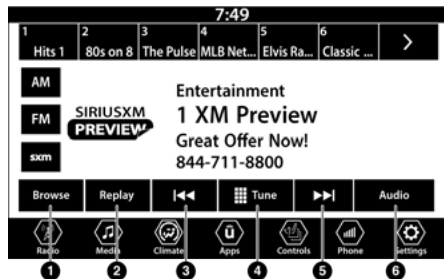 7:49
1 2 3 4 5 6
Hits 1 80s on 8 The Pulse MLB Net... Elvis Ra... Classic ...
AM
FM
sxm
SIRIUSXM
PREVIEW
Entertainment
1 XM Preview
Great Offer Now!
844-711-8800
Browse Replay Tune Audio
Radio Media Climate Apps Controls Phone Settings
1 2 3 4 5 6